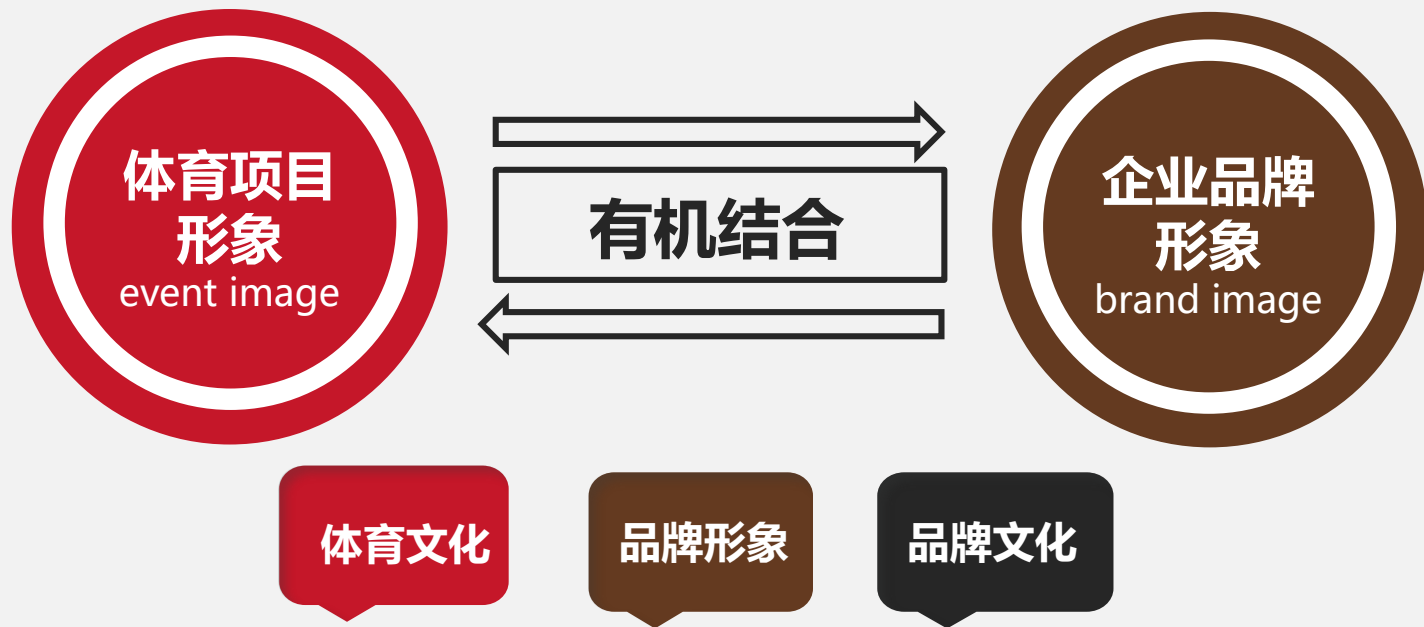 体育项目
形象
event image
有机结合
企业品牌
形象
brand image
体育文化
品牌形象
品牌文化